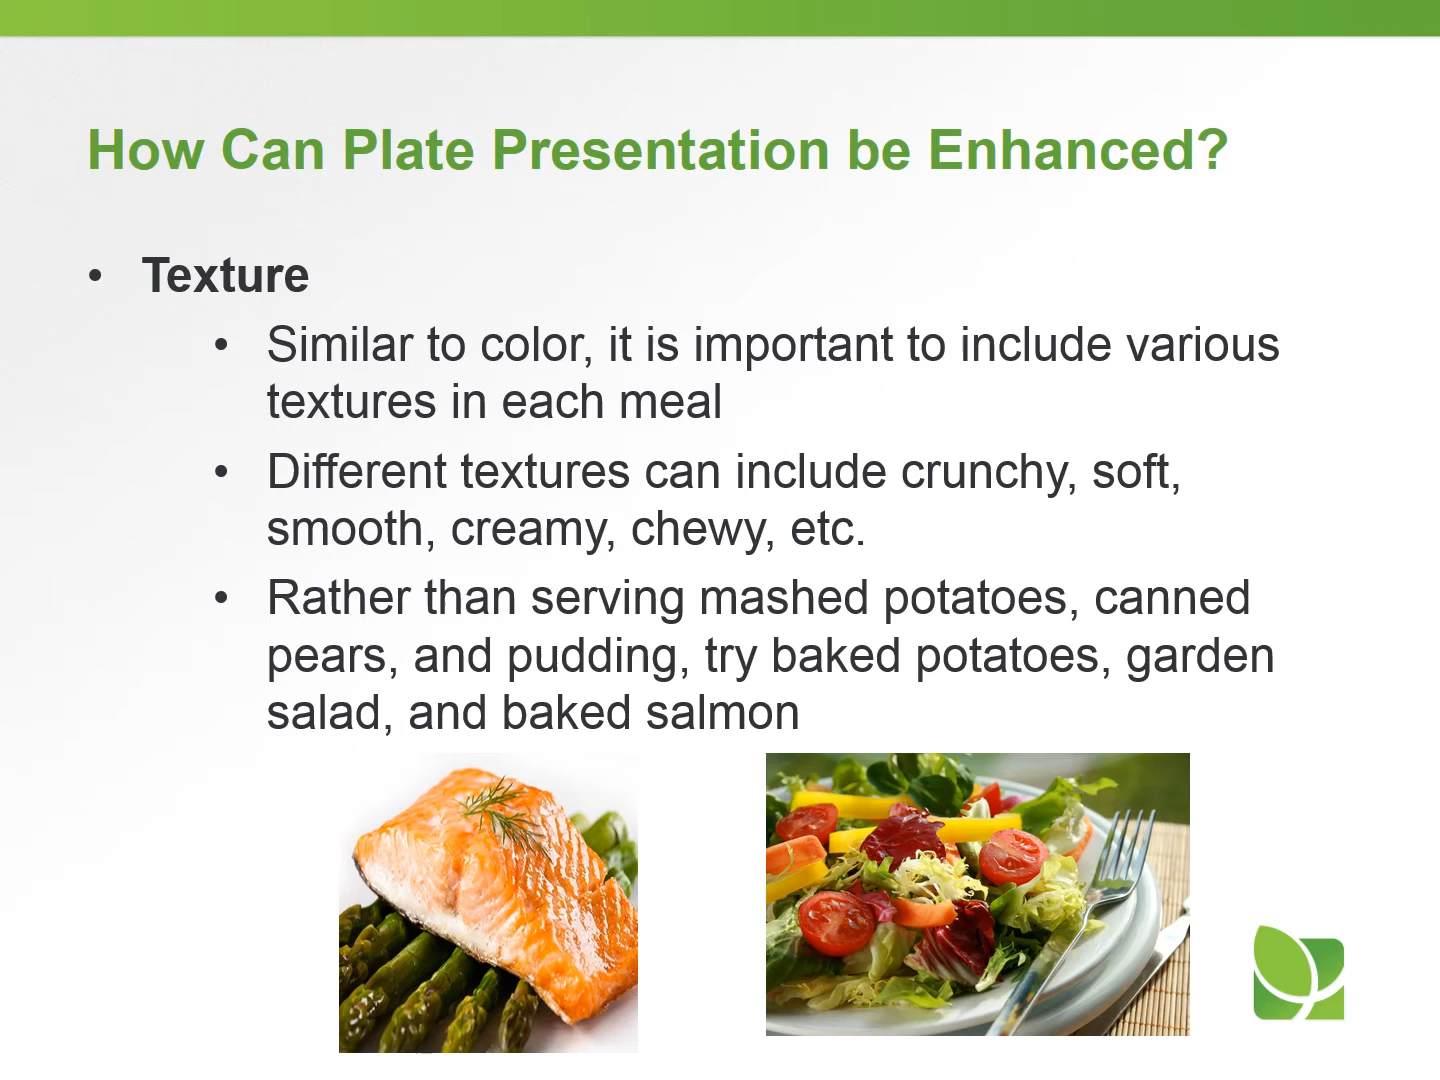 How Can Plate Presentation be Enhanced?
• Texture
• Similar to color, it is important to include various
textures in each meal
• Different textures can include crunchy, soft,
smooth, creamy, chewy, etc.
• Rather than serving mashed potatoes, canned
pears, and pudding, try baked potatoes, garden
salad, and baked salmon